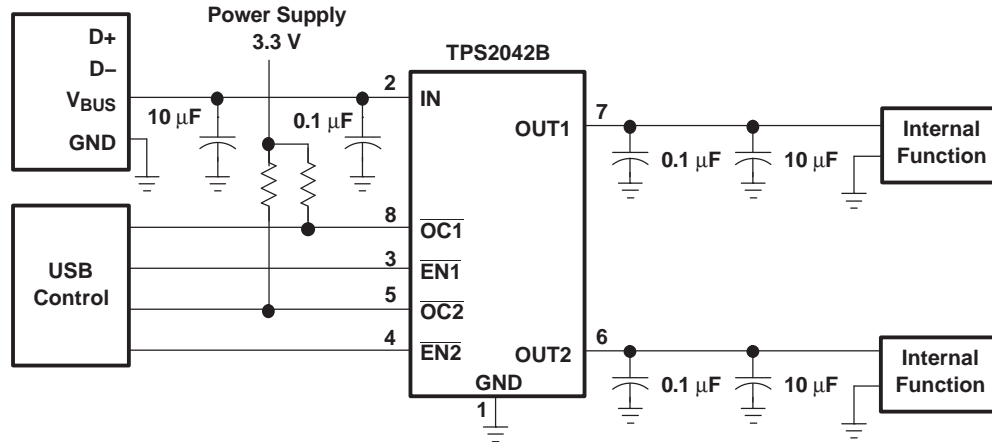 Power Supply
3.3 V
TPS2042B
D+
D–
VBUS
GND
10 μF
0.1 μF
2
IN
7
OUT1
0.1 μF
10 μF
Internal
Function
USB
Control
8
OC1
3
EN1
5
OC2
4
EN2
6
OUT2
GND
1
0.1 μF
10 μF
Internal
Function